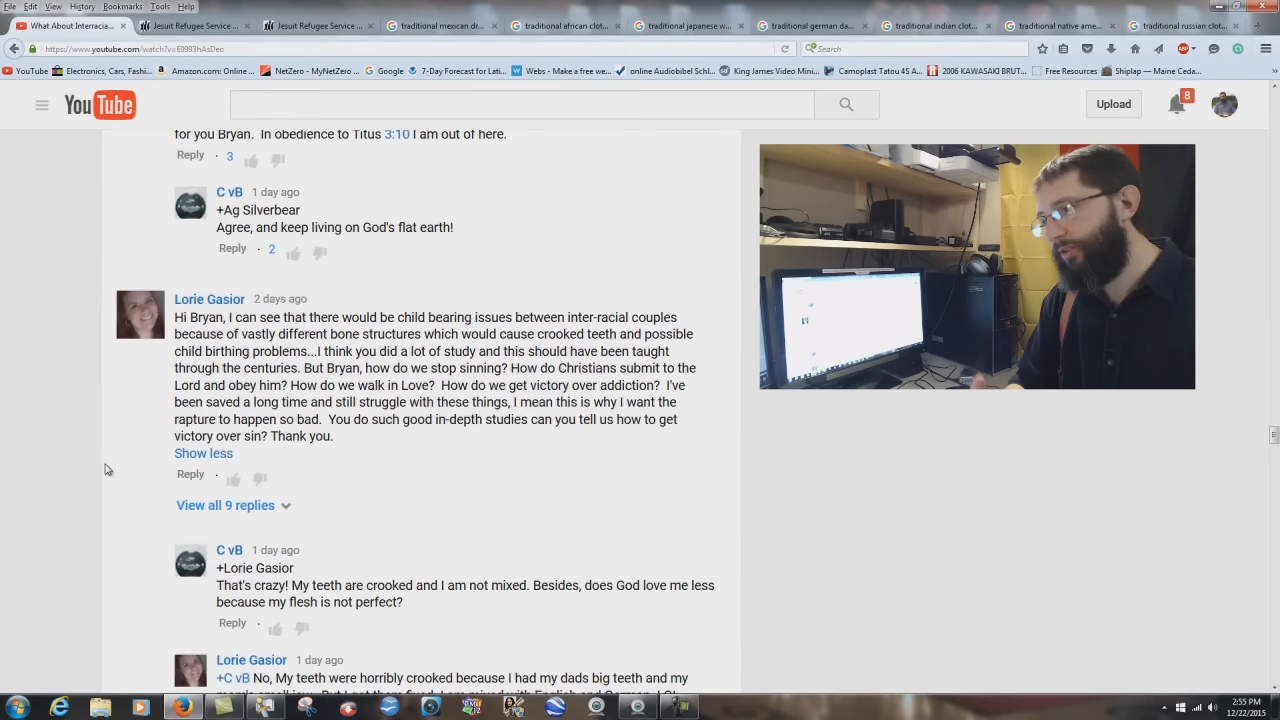 File Edit View History Bookmarks Tools Help
What About Interracia...
Jesuit Refugee Service ...
Jesuit Refugee Service ...
traditional mexican dr...
traditional african clot...
traditional japanese w...
traditional german da...
traditional indian clot...
traditional native ame...
traditional russian clot...
https://www.youtube.com/watch?v=E0993hAsDeo
Search
YouTube
Electronics, Cars, Fashi...
Amazon.com: Online ...
NetZero - MyNetZero ...
Google
7-Day Forecast for Lati...
Webs - Make a free we...
online Audiobibel Schl...
King James Video Mini...
Camoplast Tatou 4S A...
2006 KAWASAKI BRUT...
Free Resources
Shiplap — Maine Ceda...
YouTube
Upload
8
for you Bryan. In obedience to Titus 3:10 I am out of here.
Reply · 3
C vB 1 day ago
+Ag Silverbear
Agree, and keep living on God's flat earth!
Reply · 2
Lorie Gasior 2 days ago
Hi Bryan, I can see that there would be child bearing issues between inter-racial couples
because of vastly different bone structures which would cause crooked teeth and possible
child birthing problems...I think you did a lot of study and this should have been taught
through the centuries. But Bryan, how do we stop sinning? How do Christians submit to the
Lord and obey him? How do we walk in Love? How do we get victory over addiction? I've
been saved a long time and still struggle with these things, I mean this is why I want the
rapture to happen so bad. You do such good in-depth studies can you tell us how to get
victory over sin? Thank you.
Show less
Reply ·
View all 9 replies
C vB 1 day ago
+Lorie Gasior
That's crazy! My teeth are crooked and I am not mixed. Besides, does God love me less
because my flesh is not perfect?
Reply ·
Lorie Gasior 1 day ago
+C vB No, My teeth were horribly crooked because I had my dads big teeth and my
2:55 PM
12/22/2015